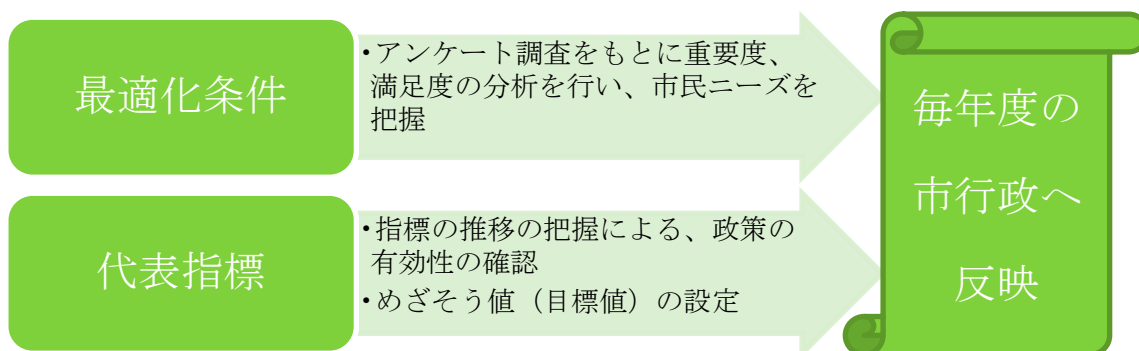 最適化条件
・アンケート調査をもとに重要度、
満足度の分析を行い、市民ニーズを
把握
代表指標
・指標の推移の把握による、政策の
有効性の確認
・めざそう値（目標値）の設定
毎年度の
市行政へ
反映